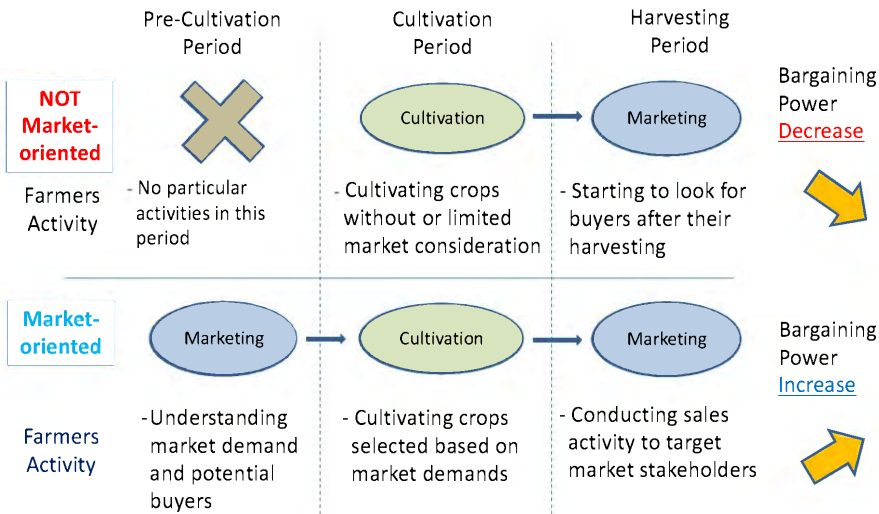 Pre-Cultivation
Period
Cultivation
Period
Harvesting
Period
NOT
Market-
oriented
Cultivation
Marketing
Bargaining
Power
Decrease
Farmers
Activity
- No particular
activities in this
period
- Cultivating crops
without or limited
market consideration
- Starting to look for
buyers after their
harvesting
Market-
oriented
Marketing
Cultivation
Marketing
Bargaining
Power
Increase
Farmers
Activity
- Understanding
market demand
and potential
buyers
- Cultivating crops
selected based on
market demands
- Conducting sales
activity to target
market stakeholders